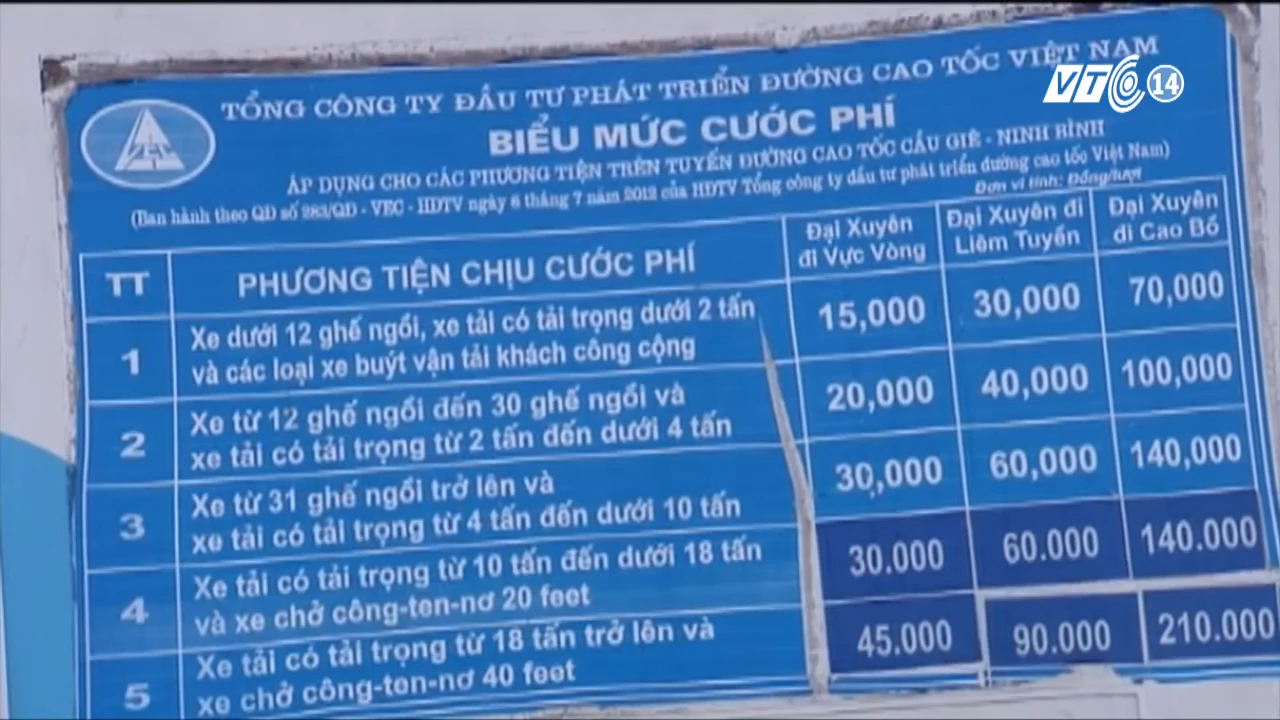 VTC 14
TỔNG CÔNG TY ĐẦU TƯ PHÁT TRIỂN ĐƯỜNG CAO TỐC VIỆT NAM
BIỂU MỨC CƯỚC PHÍ
ÁP DỤNG CHO CÁC PHƯƠNG TIỆN TRÊN TUYẾN ĐƯỜNG CAO TỐC CẦU GIẼ - NINH BÌNH
(Ban hành theo QĐ số 283/QĐ - VEC - HĐTV ngày 6 tháng 7 năm 2012 của HĐTV Tổng công ty đầu tư phát triển đường cao tốc Việt Nam)
Đơn vị tính: Đồng/lượt
TT PHƯƠNG TIỆN CHỊU CƯỚC PHÍ Đại Xuyên đi Vực Vòng Đại Xuyên đi Liêm Tuyền Đại Xuyên đi Cao Bồ
1 Xe dưới 12 ghế ngồi, xe tải có tải trọng dưới 2 tấn
và các loại xe buýt vận tải khách công cộng 15,000 30,000 70,000
2 Xe từ 12 ghế ngồi đến 30 ghế ngồi và
xe tải có tải trọng từ 2 tấn đến dưới 4 tấn 20,000 40,000 100,000
3 Xe từ 31 ghế ngồi trở lên và
xe tải có tải trọng từ 4 tấn đến dưới 10 tấn 30,000 60,000 140,000
4 Xe tải có tải trọng từ 10 tấn đến dưới 18 tấn
và xe chở công-ten-nơ 20 feet 30.000 60.000 140.000
5 Xe tải có tải trọng từ 18 tấn trở lên và
xe chở công-ten-nơ 40 feet 45.000 90.000 210.000